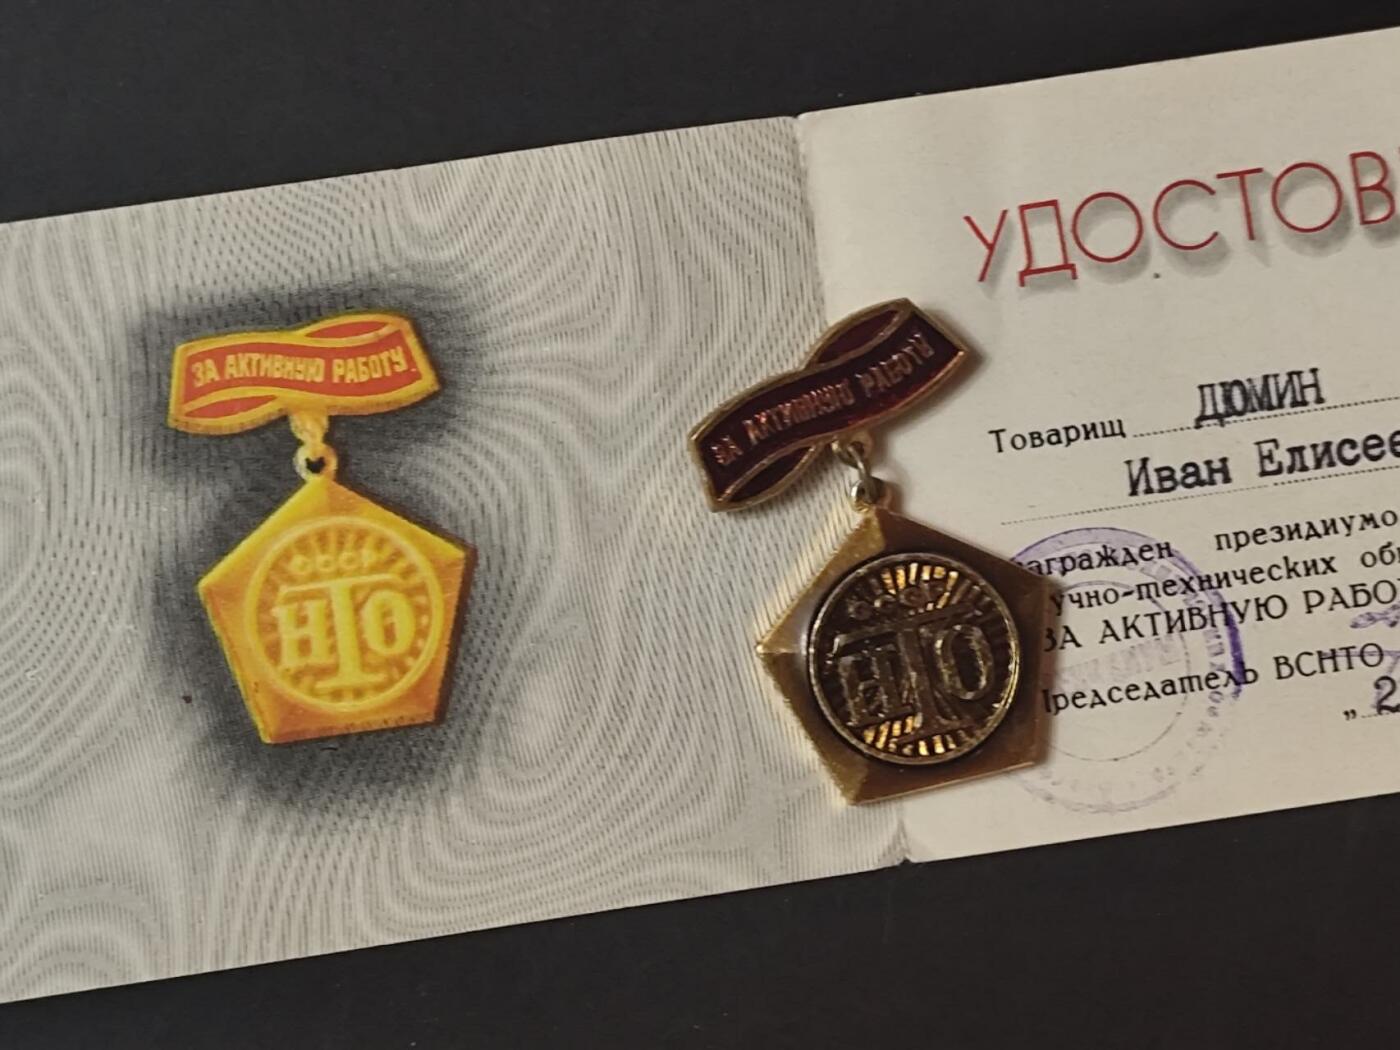 ЗА АКТИВНУЮ РАБОТУ
СССР
НТО
ЗА АКТИВНУЮ РАБОТУ
СССР
НТО
УДОСТОВ
Товарищ ДЮМИН
Иван Елисее
награжден президиумо
учно-технических об
ЗА АКТИВНУЮ РАБО
Председатель ВСНТО
„ 2